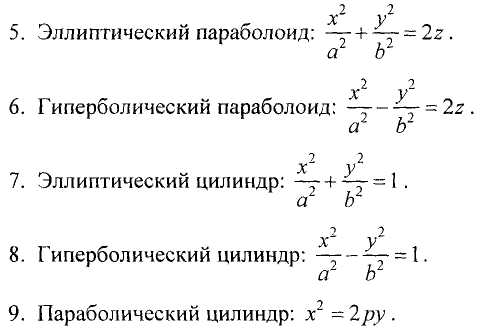 5. Эллиптический параболоид: x²/a² + y²/b² = 2z .
6. Гиперболический параболоид: x²/a² − y²/b² = 2z .
7. Эллиптический цилиндр: x²/a² + y²/b² = 1 .
8. Гиперболический цилиндр: x²/a² − y²/b² = 1 .
9. Параболический цилиндр: x² = 2py .